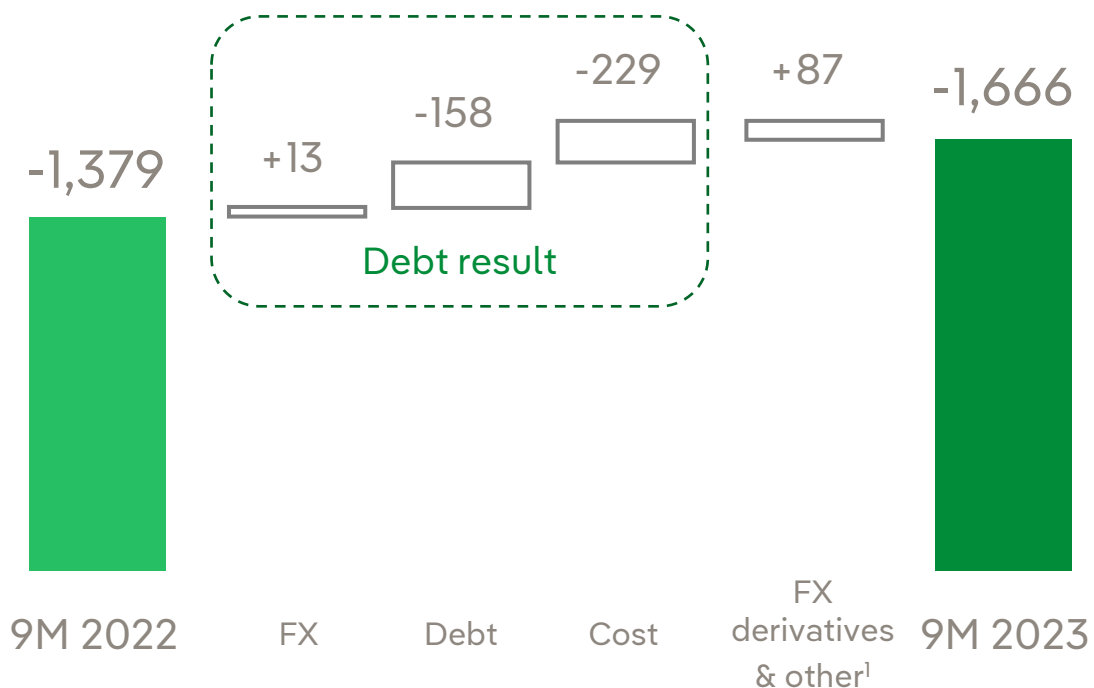 -1,379
+13
-158
-229
+87
-1,666
Debt result
9M 2022
FX
Debt
Cost
FX
derivatives
& other¹
9M 2023